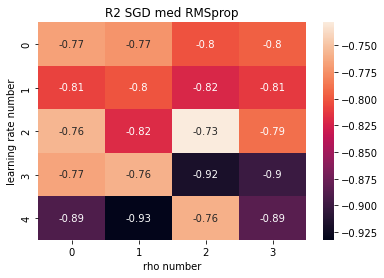 R2 SGD med RMSprop
learning rate number
0 -0.77 -0.77 -0.8 -0.8
1 -0.81 -0.8 -0.82 -0.81
2 -0.76 -0.82 -0.73 -0.79
3 -0.77 -0.76 -0.92 -0.9
4 -0.89 -0.93 -0.76 -0.89
0 1 2 3
rho number
−0.750
−0.775
−0.800
−0.825
−0.850
−0.875
−0.900
−0.925